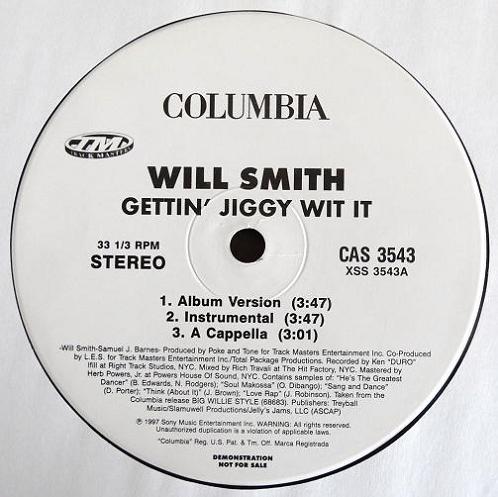 COLUMBIA
TM
TRACK MASTERS
WILL SMITH
GETTIN' JIGGY WIT IT
33 1/3 RPM
STEREO
CAS 3543
XSS 3543A
1. Album Version (3:47)
2. Instrumental (3:47)
3. A Cappella (3:01)
-Will Smith-Samuel J. Barnes- Produced by Poke and Tone for Track Masters Entertainment Inc. Co-Produced
by L.E.S. for Track Masters Entertainment Inc./Total Package Productions. Recorded by Ken "DURO"
Ifill at Right Track Studios, NYC. Mixed by Rich Travali at The Hit Factory, NYC. Mastered by
Herb Powers, Jr. at Powers House Of Sound, NYC. Contains samples of: "He's The Greatest
Dancer" (B. Edwards, N. Rodgers); "Soul Makossa" (O. Dibango); "Sang and Dance"
(D. Porter); "Think (About It)" (J. Brown); "Love Rap" (J. Robinson). Taken from the
Columbia release BIG WILLIE STYLE (68683). Publishers: Treyball
Music/Slamuwell Productions/Jelly's Jams, LLC (ASCAP)
℗ 1997 Sony Music Entertainment Inc. WARNING: All rights reserved.
Unauthorized duplication is a violation of applicable laws.
"Columbia" Reg. U.S. Pat. & Tm. Off. Marca Registrada
DEMONSTRATION
NOT FOR SALE